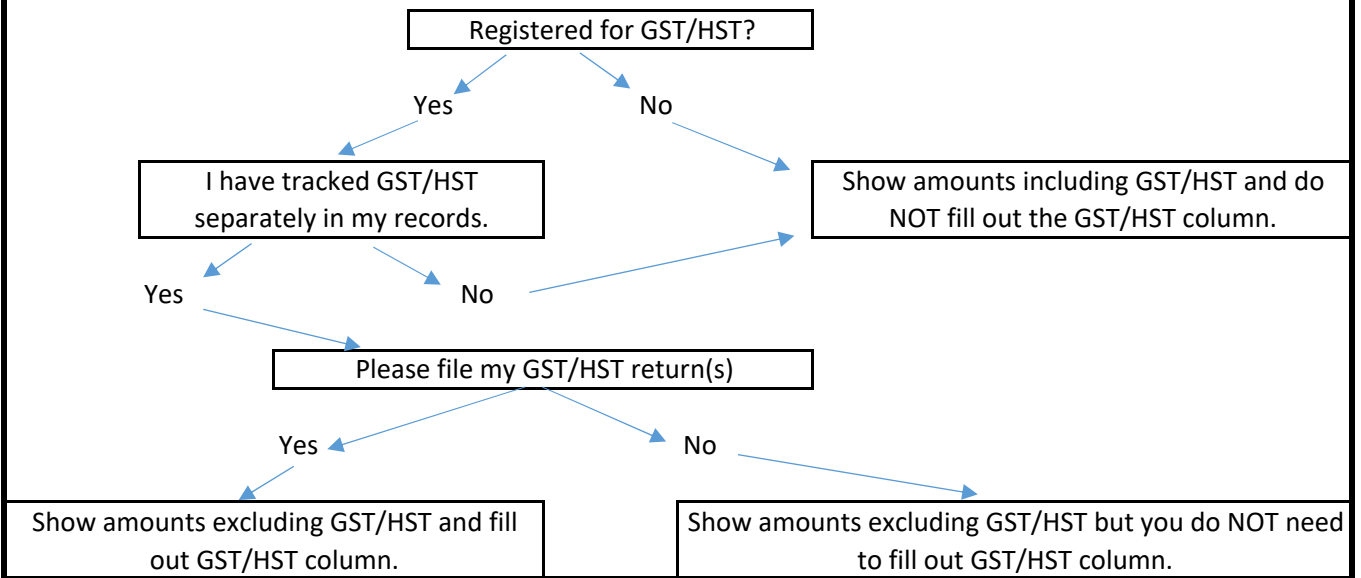 Registered for GST/HST?
Yes
No
I have tracked GST/HST
separately in my records.
Show amounts including GST/HST and do
NOT fill out the GST/HST column.
Yes
No
Please file my GST/HST return(s)
Yes
No
Show amounts excluding GST/HST and fill
out GST/HST column.
Show amounts excluding GST/HST but you do NOT need
to fill out GST/HST column.